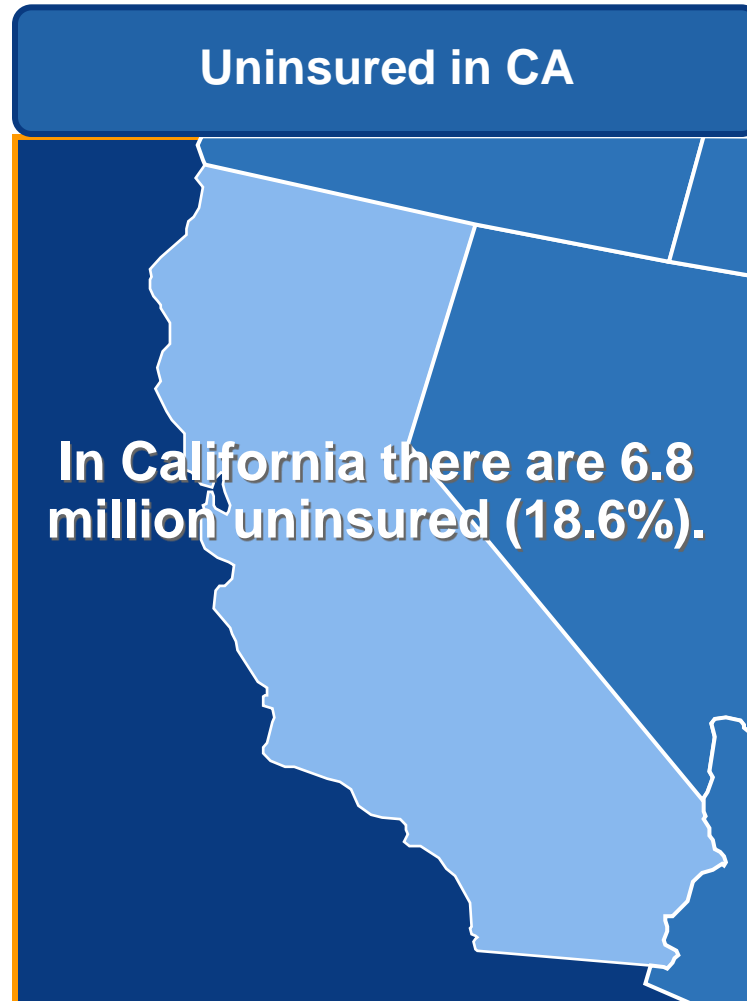 Uninsured in CA
In California there are 6.8
million uninsured (18.6%).